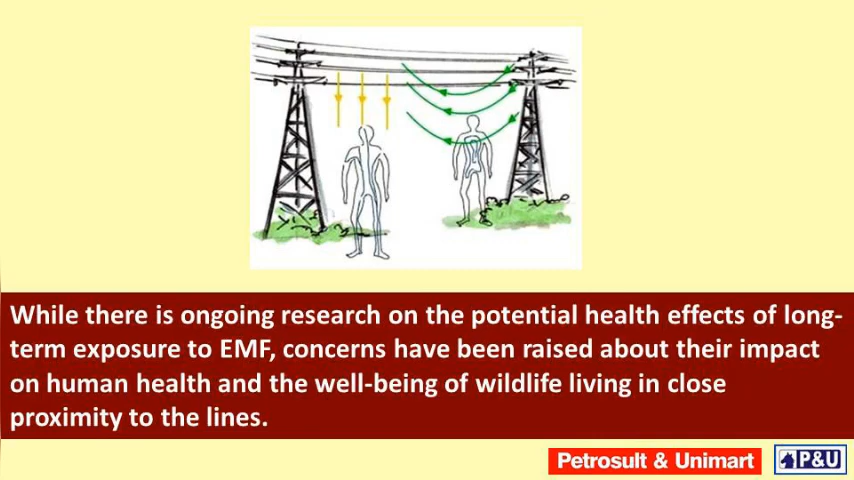 While there is ongoing research on the potential health effects of long-
term exposure to EMF, concerns have been raised about their impact
on human health and the well-being of wildlife living in close
proximity to the lines.
Petrosult & Unimart
P&U